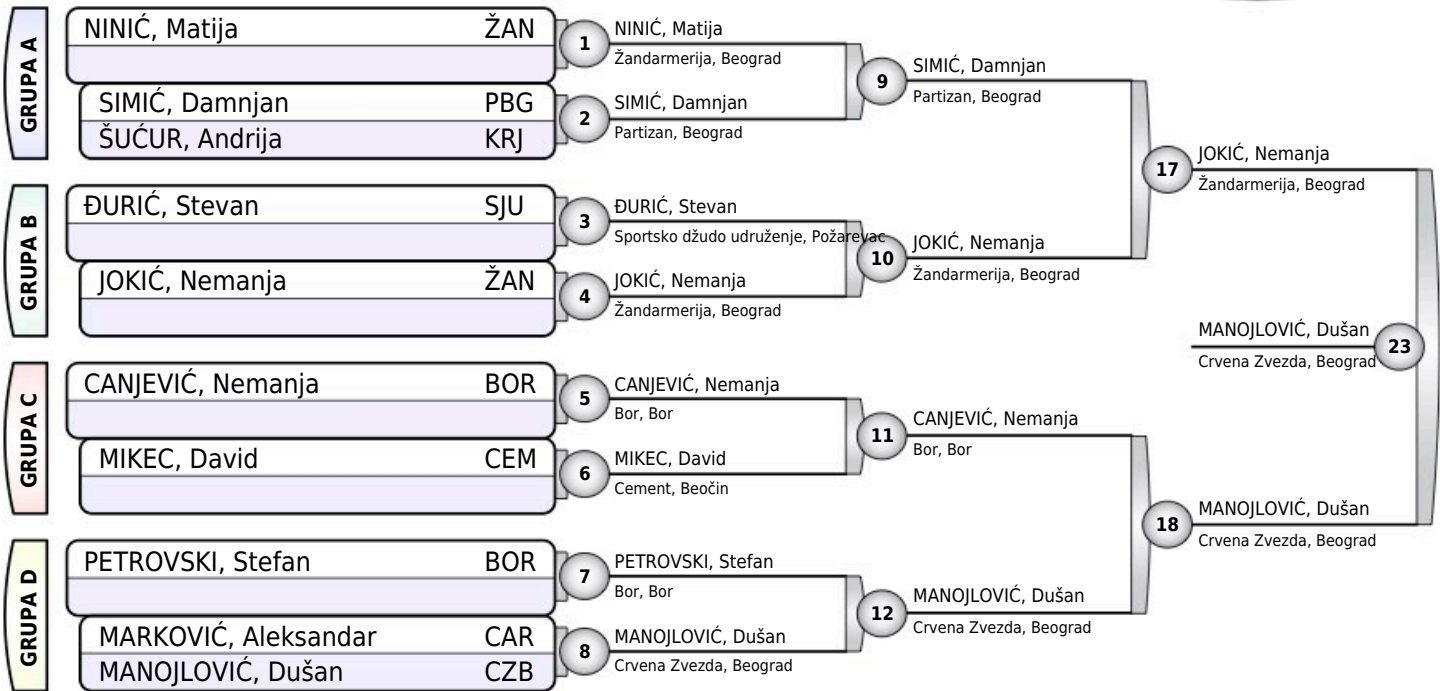 GRUPA A
NINIĆ, Matija ŽAN
SIMIĆ, Damnjan PBG
ŠUĆUR, Andrija KRJ
1
NINIĆ, Matija
Žandarmerija, Beograd
2
SIMIĆ, Damnjan
Partizan, Beograd
9
SIMIĆ, Damnjan
Partizan, Beograd
GRUPA B
ĐURIĆ, Stevan SJU
JOKIĆ, Nemanja ŽAN
3
ĐURIĆ, Stevan
Sportsko džudo udruženje, Požarevac
4
JOKIĆ, Nemanja
Žandarmerija, Beograd
10
JOKIĆ, Nemanja
Žandarmerija, Beograd
17
JOKIĆ, Nemanja
Žandarmerija, Beograd
GRUPA C
CANJEVIĆ, Nemanja BOR
MIKEC, David CEM
5
CANJEVIĆ, Nemanja
Bor, Bor
6
MIKEC, David
Cement, Beočin
11
CANJEVIĆ, Nemanja
Bor, Bor
GRUPA D
PETROVSKI, Stefan BOR
MARKOVIĆ, Aleksandar CAR
MANOJLOVIĆ, Dušan CZB
7
PETROVSKI, Stefan
Bor, Bor
8
MANOJLOVIĆ, Dušan
Crvena Zvezda, Beograd
12
MANOJLOVIĆ, Dušan
Crvena Zvezda, Beograd
18
MANOJLOVIĆ, Dušan
Crvena Zvezda, Beograd
MANOJLOVIĆ, Dušan
Crvena Zvezda, Beograd
23